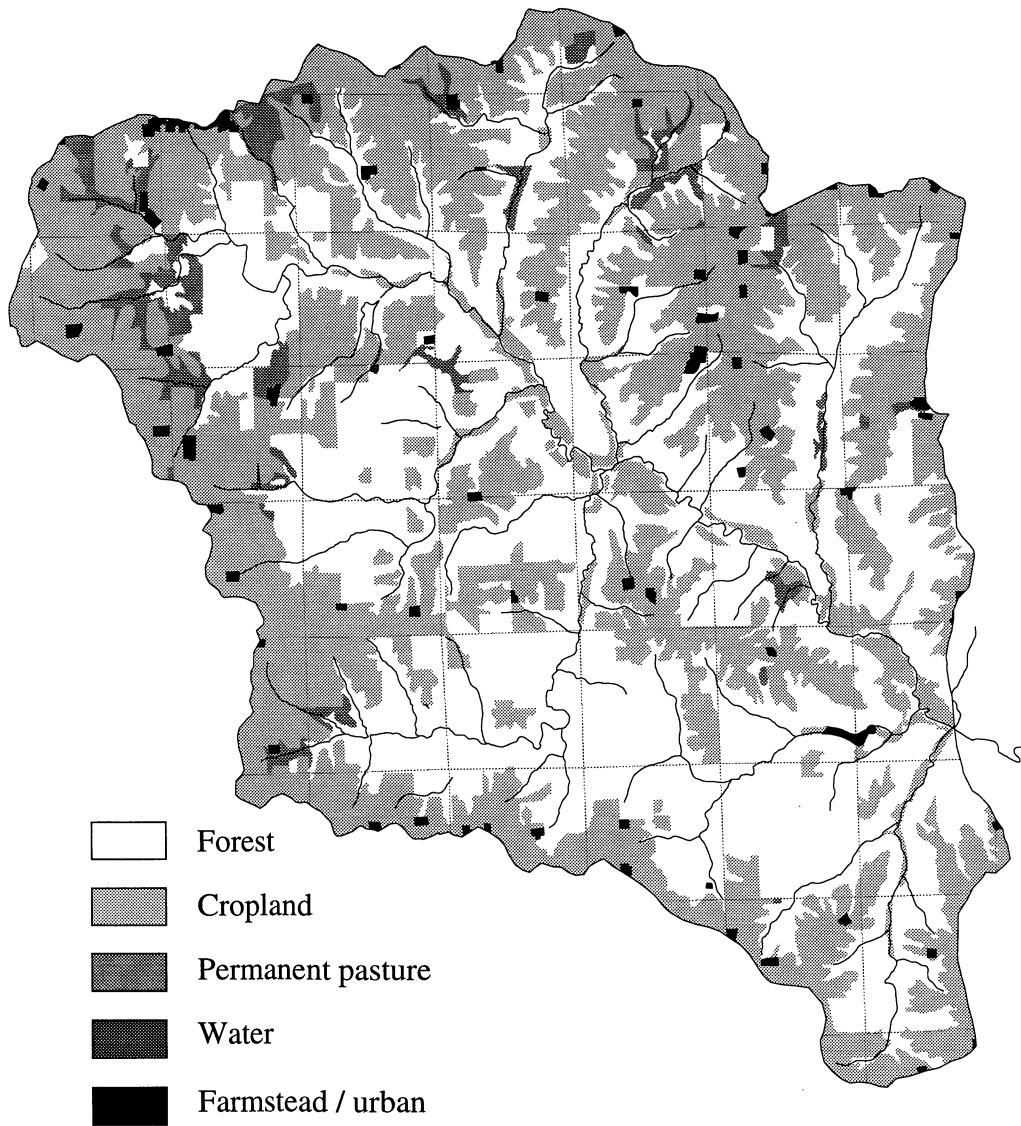 Forest
Cropland
Permanent pasture
Water
Farmstead / urban